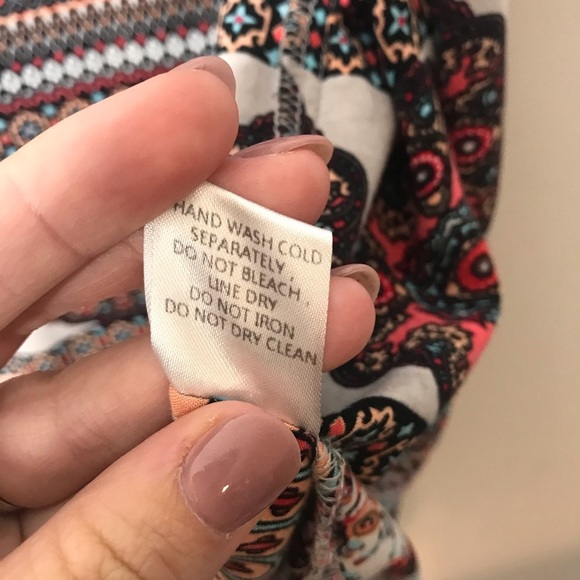 HAND WASH COLD
SEPARATELY,
DO NOT BLEACH,
LINE DRY
DO NOT IRON
DO NOT DRY CLEAN